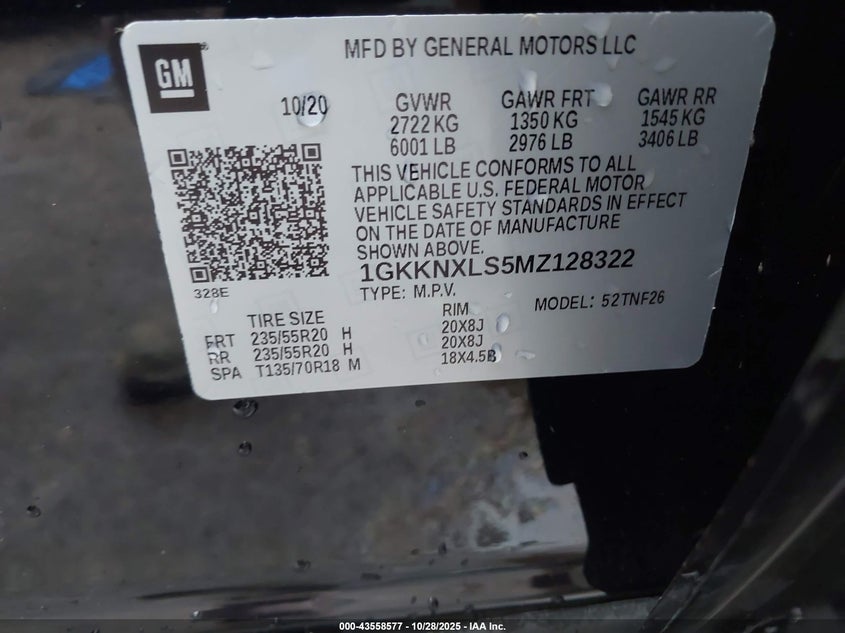 MFD BY GENERAL MOTORS LLC
GM
10/20 GVWR GAWR FRT GAWR RR
2722 KG 1350 KG 1545 KG
6001 LB 2976 LB 3406 LB
THIS VEHICLE CONFORMS TO ALL
APPLICABLE U.S. FEDERAL MOTOR
VEHICLE SAFETY STANDARDS IN EFFECT
ON THE DATE OF MANUFACTURE
SHOWN ABOVE.
1GKKNXLS5MZ128322
328E
TYPE: M.P.V. MODEL: 52TNF26
TIRE SIZE RIM
FRT 235/55R20 H 20X8J
RR 235/55R20 H 20X8J
SPA T135/70R18 M 18X4.5B
000-43558577 - 10/28/2025 - IAA Inc.